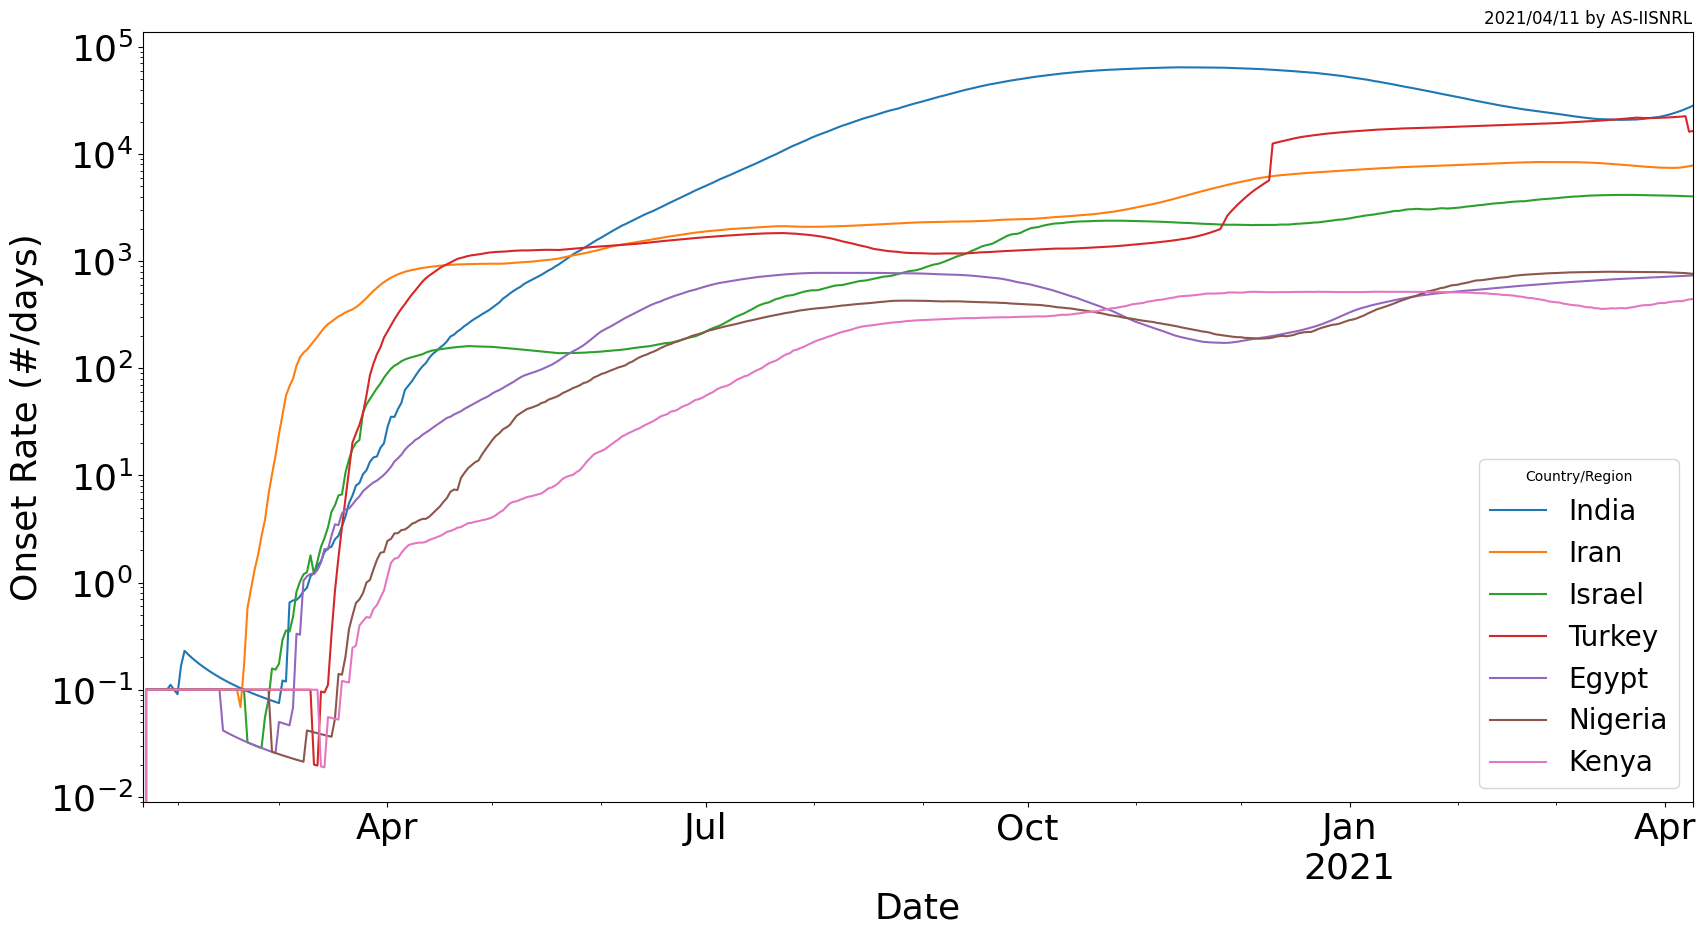 2021/04/11 by AS-IISNRL
Onset Rate (#/days)
10^5
10^4
10^3
10^2
10^1
10^0
10^-1
10^-2
Country/Region
India
Iran
Israel
Turkey
Egypt
Nigeria
Kenya
Apr Jul Oct Jan Apr
2021
Date